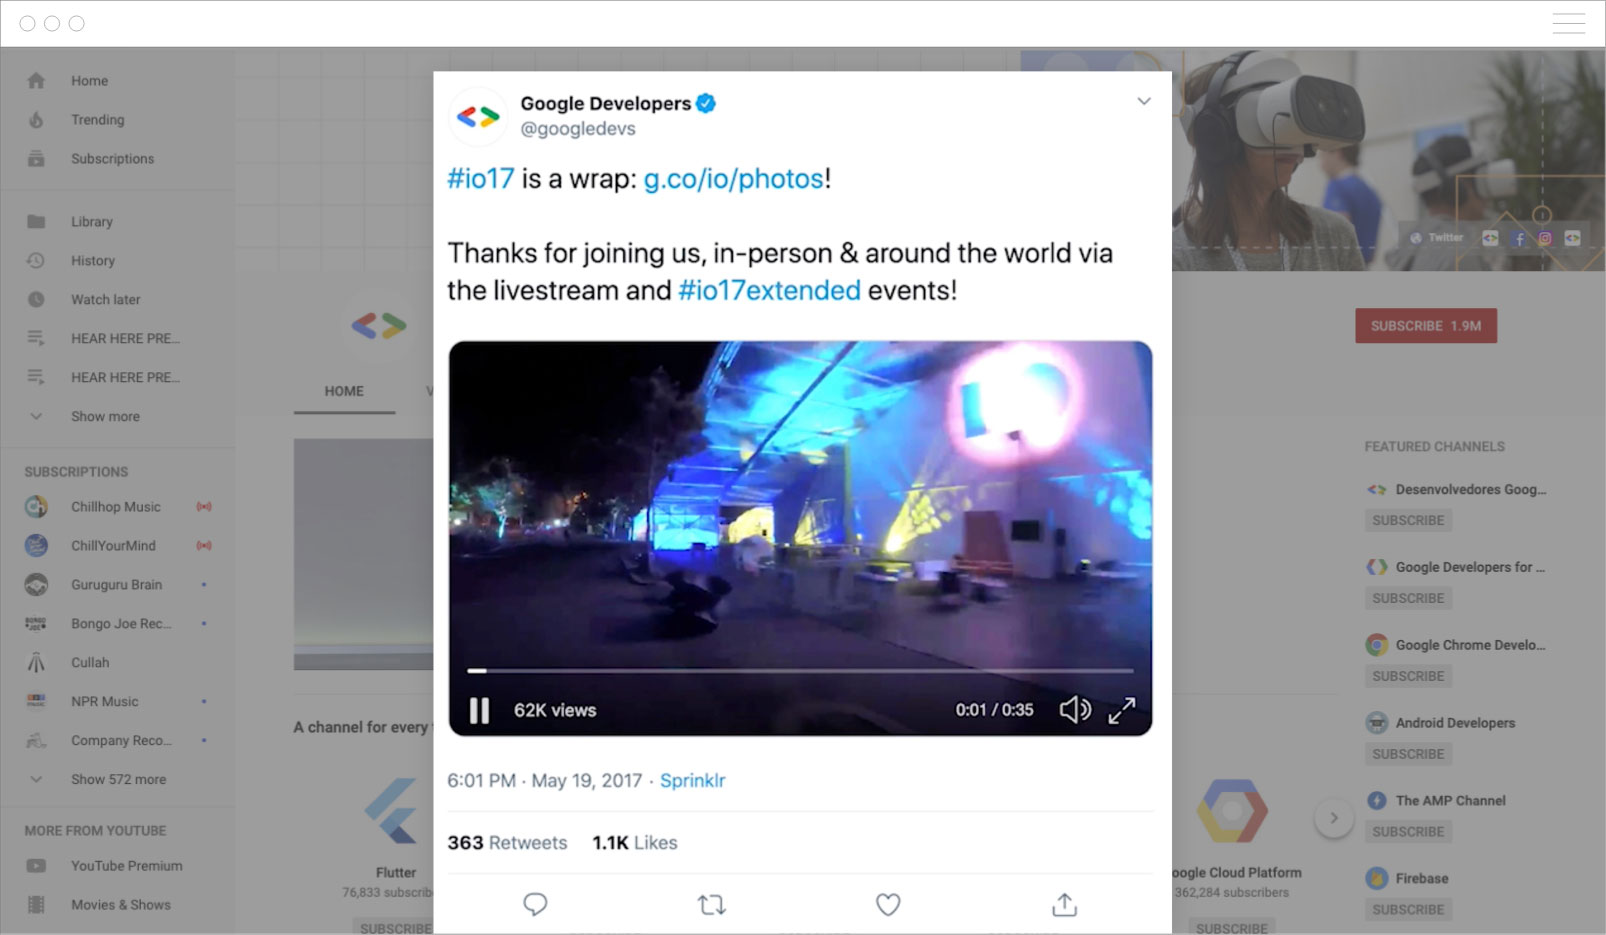 Home
Trending
Subscriptions
Library
History
Watch later
HEAR HERE PRE...
HEAR HERE PRE...
Show more
SUBSCRIPTIONS
Chillhop Music
ChillYourMind
Guruguru Brain
Bongo Joe Rec...
Cullah
NPR Music
Company Reco...
Show 572 more
MORE FROM YOUTUBE
YouTube Premium
Movies & Shows
HOME
A channel for every
Flutter
76,833 subscrib
SUBSCRIBE
Google Developers
@googledevs
#io17 is a wrap: g.co/io/photos!
Thanks for joining us, in-person & around the world via
the livestream and #io17extended events!
62K views
0:01 / 0:35
6:01 PM · May 19, 2017 · Sprinklr
363 Retweets 1.1K Likes
Twitter
SUBSCRIBE 1.9M
oogle Cloud Platform
362,284 subscribers
SUBSCRIBE
FEATURED CHANNELS
Desenvolvedores Goog...
SUBSCRIBE
Google Developers for ...
SUBSCRIBE
Google Chrome Develo...
SUBSCRIBE
Android Developers
SUBSCRIBE
The AMP Channel
SUBSCRIBE
Firebase
SUBSCRIBE